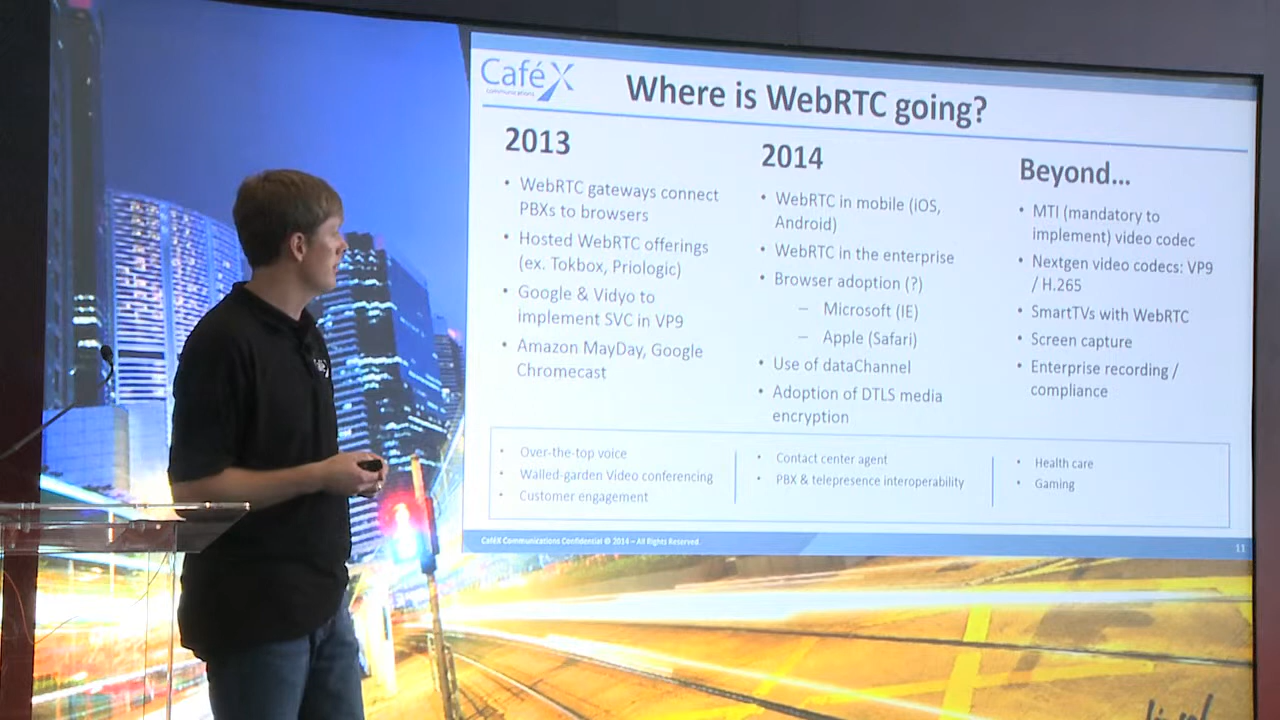 CaféX
communications
Where is WebRTC going?
2013
• WebRTC gateways connect
PBXs to browsers
• Hosted WebRTC offerings
(ex. Tokbox, Priologic)
• Google & Vidyo to
implement SVC in VP9
• Amazon MayDay, Google
Chromecast
2014
• WebRTC in mobile (iOS,
Android)
• WebRTC in the enterprise
• Browser adoption (?)
– Microsoft (IE)
– Apple (Safari)
• Use of dataChannel
• Adoption of DTLS media
encryption
Beyond...
• MTI (mandatory to
implement) video codec
• Nextgen video codecs: VP9
/ H.265
• SmartTVs with WebRTC
• Screen capture
• Enterprise recording /
compliance
• Over-the-top voice
• Walled-garden Video conferencing
• Customer engagement
• Contact center agent
• PBX & telepresence interoperability
• Health care
• Gaming
CaféX Communications Confidential © 2014 – All Rights Reserved.
11